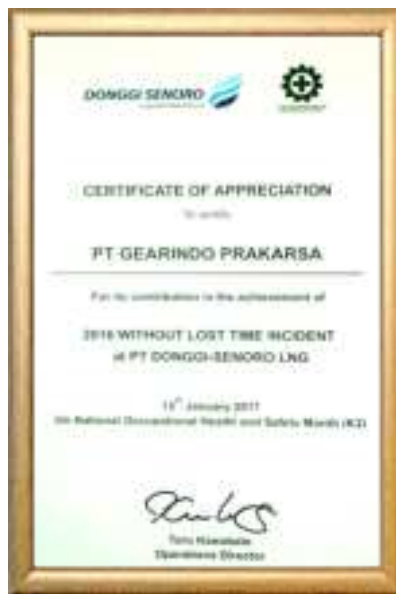 DONGGI SENORO
CERTIFICATE OF APPRECIATION
To certify
PT GEARINDO PRAKARSA
For its contribution in the achievement of
2016 WITHOUT LOST TIME INCIDENT
at PT DONGGI-SENORO LNG
January 2017
National Occupational Health and Safety Month (K3)
Operations Director